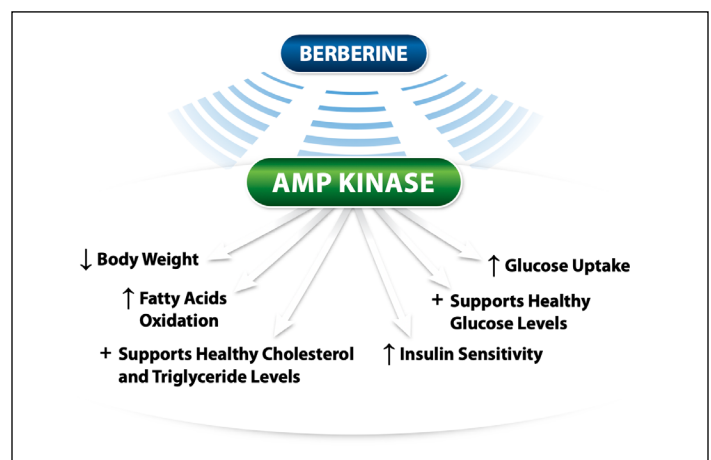 BERBERINE
AMP KINASE
↓ Body Weight
↑ Fatty Acids
Oxidation
+ Supports Healthy Cholesterol
and Triglyceride Levels
↑ Glucose Uptake
+ Supports Healthy
Glucose Levels
↑ Insulin Sensitivity